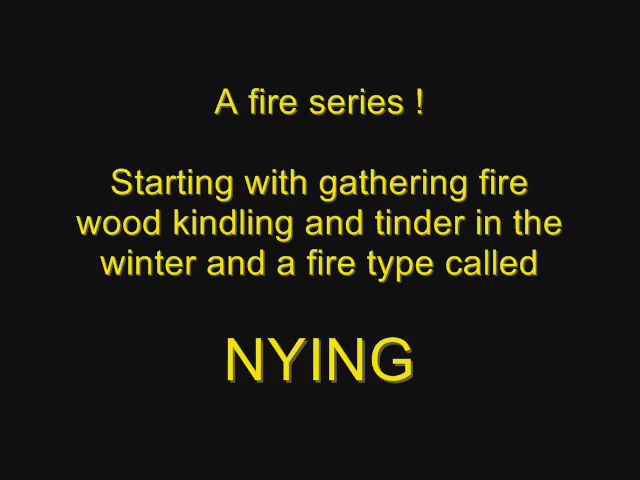 A fire series !
Starting with gathering fire
wood kindling and tinder in the
winter and a fire type called
NYING